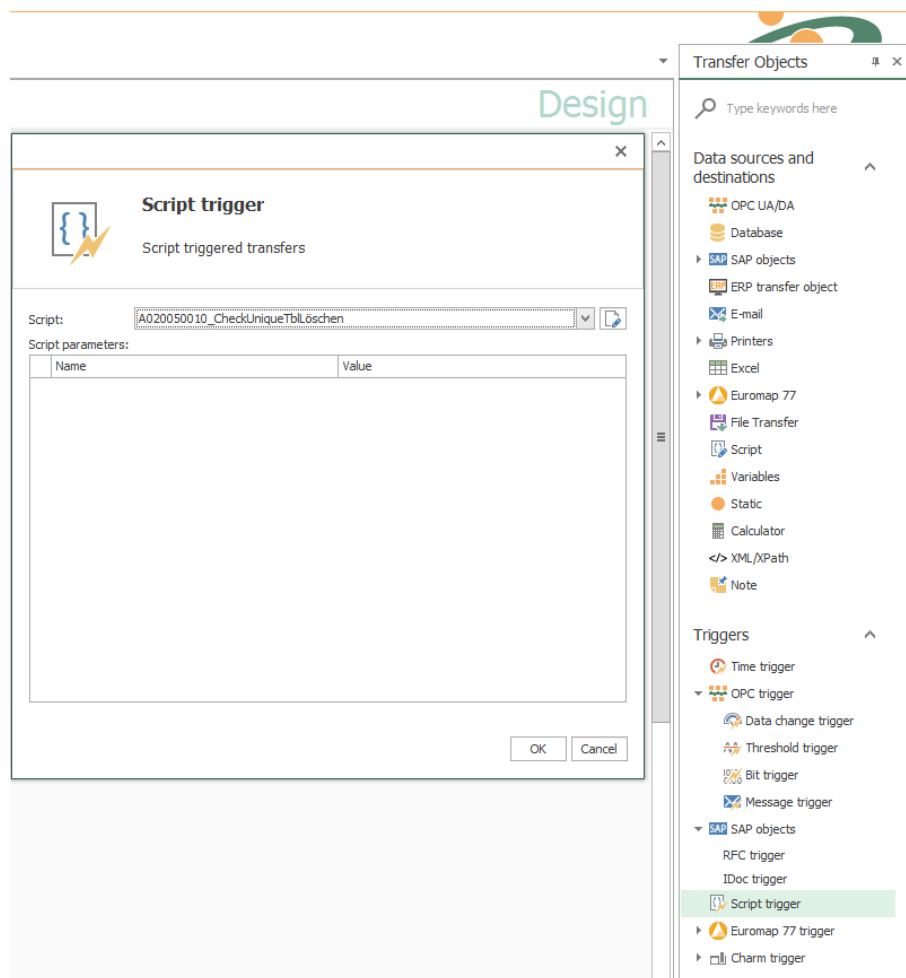 Transfer Objects
Design
Type keywords here
Script trigger
Script triggered transfers
Script:
A020050010_CheckUniqueTblLöschen
Script parameters:
Name
Value
OK
Cancel
Data sources and
destinations
OPC UA/DA
Database
SAP SAP objects
ERP ERP transfer object
E-mail
Printers
Excel
Euromap 77
File Transfer
Script
Variables
Static
Calculator
</> XML/XPath
Note
Triggers
Time trigger
OPC trigger
Data change trigger
Threshold trigger
Bit trigger
Message trigger
SAP SAP objects
RFC trigger
IDoc trigger
Script trigger
Euromap 77 trigger
Charm trigger